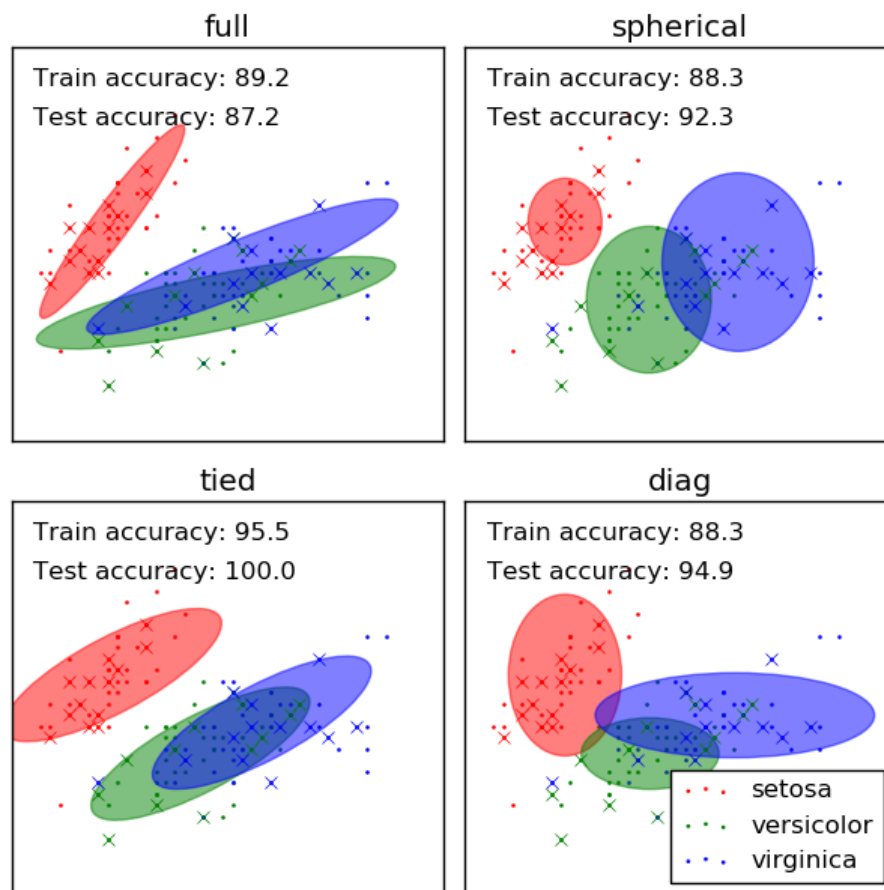 full
Train accuracy: 89.2
Test accuracy: 87.2
spherical
Train accuracy: 88.3
Test accuracy: 92.3
tied
Train accuracy: 95.5
Test accuracy: 100.0
diag
Train accuracy: 88.3
Test accuracy: 94.9
setosa
versicolor
virginica